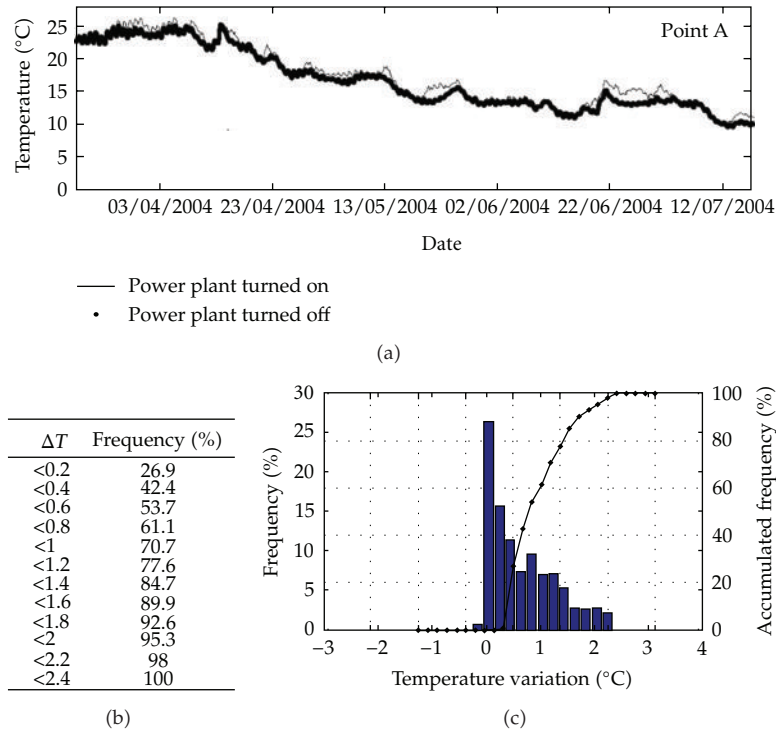 25
20
15
10
5
0
Temperature (°C)
Point A
03/04/2004 23/04/2004 13/05/2004 02/06/2004 22/06/2004 12/07/2004
Date
Power plant turned on
Power plant turned off
(a)
ΔT Frequency (%)
<0.2 26.9
<0.4 42.4
<0.6 53.7
<0.8 61.1
<1 70.7
<1.2 77.6
<1.4 84.7
<1.6 89.9
<1.8 92.6
<2 95.3
<2.2 98
<2.4 100
(b)
30
25
20
15
10
5
0
Frequency (%)
100
80
60
40
20
0
Accumulated frequency (%)
−3 −2 −1 0 1 2 3 4
Temperature variation (°C)
(c)